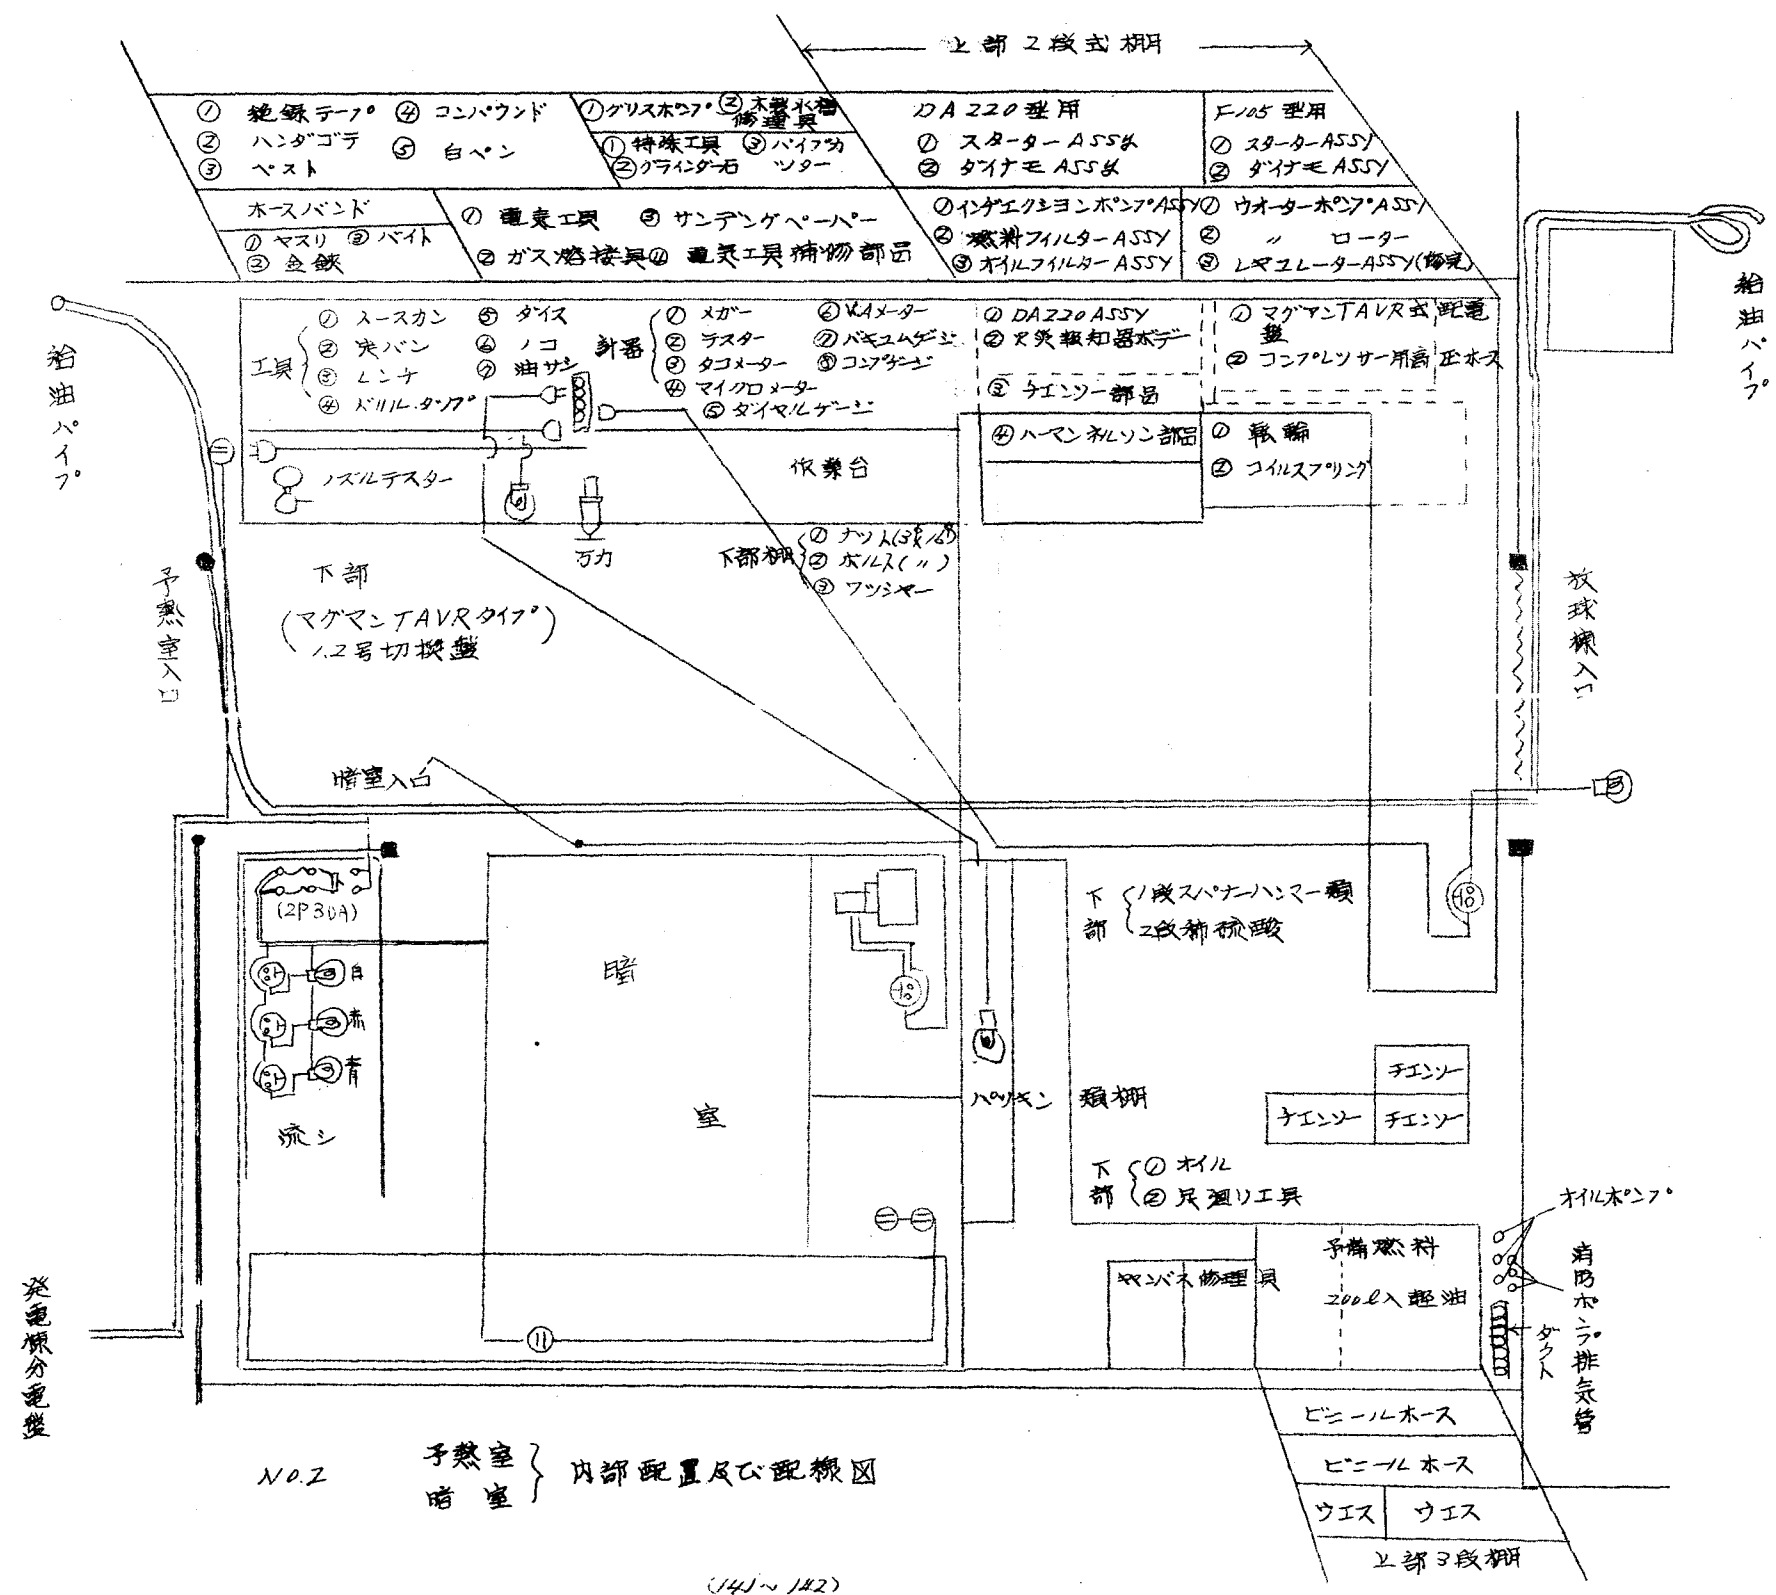 上部2段式棚
① 絶縁テープ ④ コンパウンド
② ハンダゴテ ⑤ 白ペン
③ ペスト
① グリスポンプ ② 木製水槽修理具
① 特殊工具 ③ パイプカッター
② グラインダー石
DA220型用
① スターターASSY
② ダイナモASSY
F-105型用
① スターターASSY
② ダイナモASSY
ホースバンド
① ヤスリ ② バイト
③ 金鋏
① 電気工具 ③ サンデングペーパー
② ガス熔接具 ④ 電気工具補修部品
① インヂエクションポンプASSY
② 燃料フィルターASSY
③ オイルフィルターASSY
① ウオーターポンプASSY
② 〃 ローター
③ レギュレーターASSY(修完)
給油パイプ
給油パイプ
工具
① ノースカン ⑤ ダイス
② 矢バン ⑥ ノコ
③ レンチ ⑦ 油サシ
④ ドリル.タップ
計器
① メガー ⑥ V.Aメーター
② テスター ⑦ バキュムゲージ
③ タコメーター ⑧ コンプゲージ
④ マイクロメーター
⑤ ダイヤルゲージ
① DA220ASSY
② 火災報知器ボデー
③ チエンソー部品
④ ハーマンネルソン部品
① マグマンTAVR式配電盤
② コンプレッサー用高圧ホース
① 転輪
② コイルスプリング
ノズルテスター
作業台
万力
下部棚
① ナット
② ボルト(〃)
③ ワッシャー
下部
(マグマンTAVRタイプ)
1.2号切換盤
予熱室入口
放球棟入口
暗室入口
(2P30A)
白
赤
青
流シ
暗
室
下部
1段スパナーハンマー類
2段稀硫酸
パッキン類棚
チエンソー
チエンソー チエンソー
下部
① オイル
② 足廻り工具
オイルポンプ
消防ポンプ排気管
ダクト
予備燃料
200ℓ入軽油
キャンバス修理具
発電棟分電盤
ビニールホース
ビニールホース
ウエス ウエス
上部3段棚
NO.2 予熱室 暗室 内部配置及び配線図
(141~142)